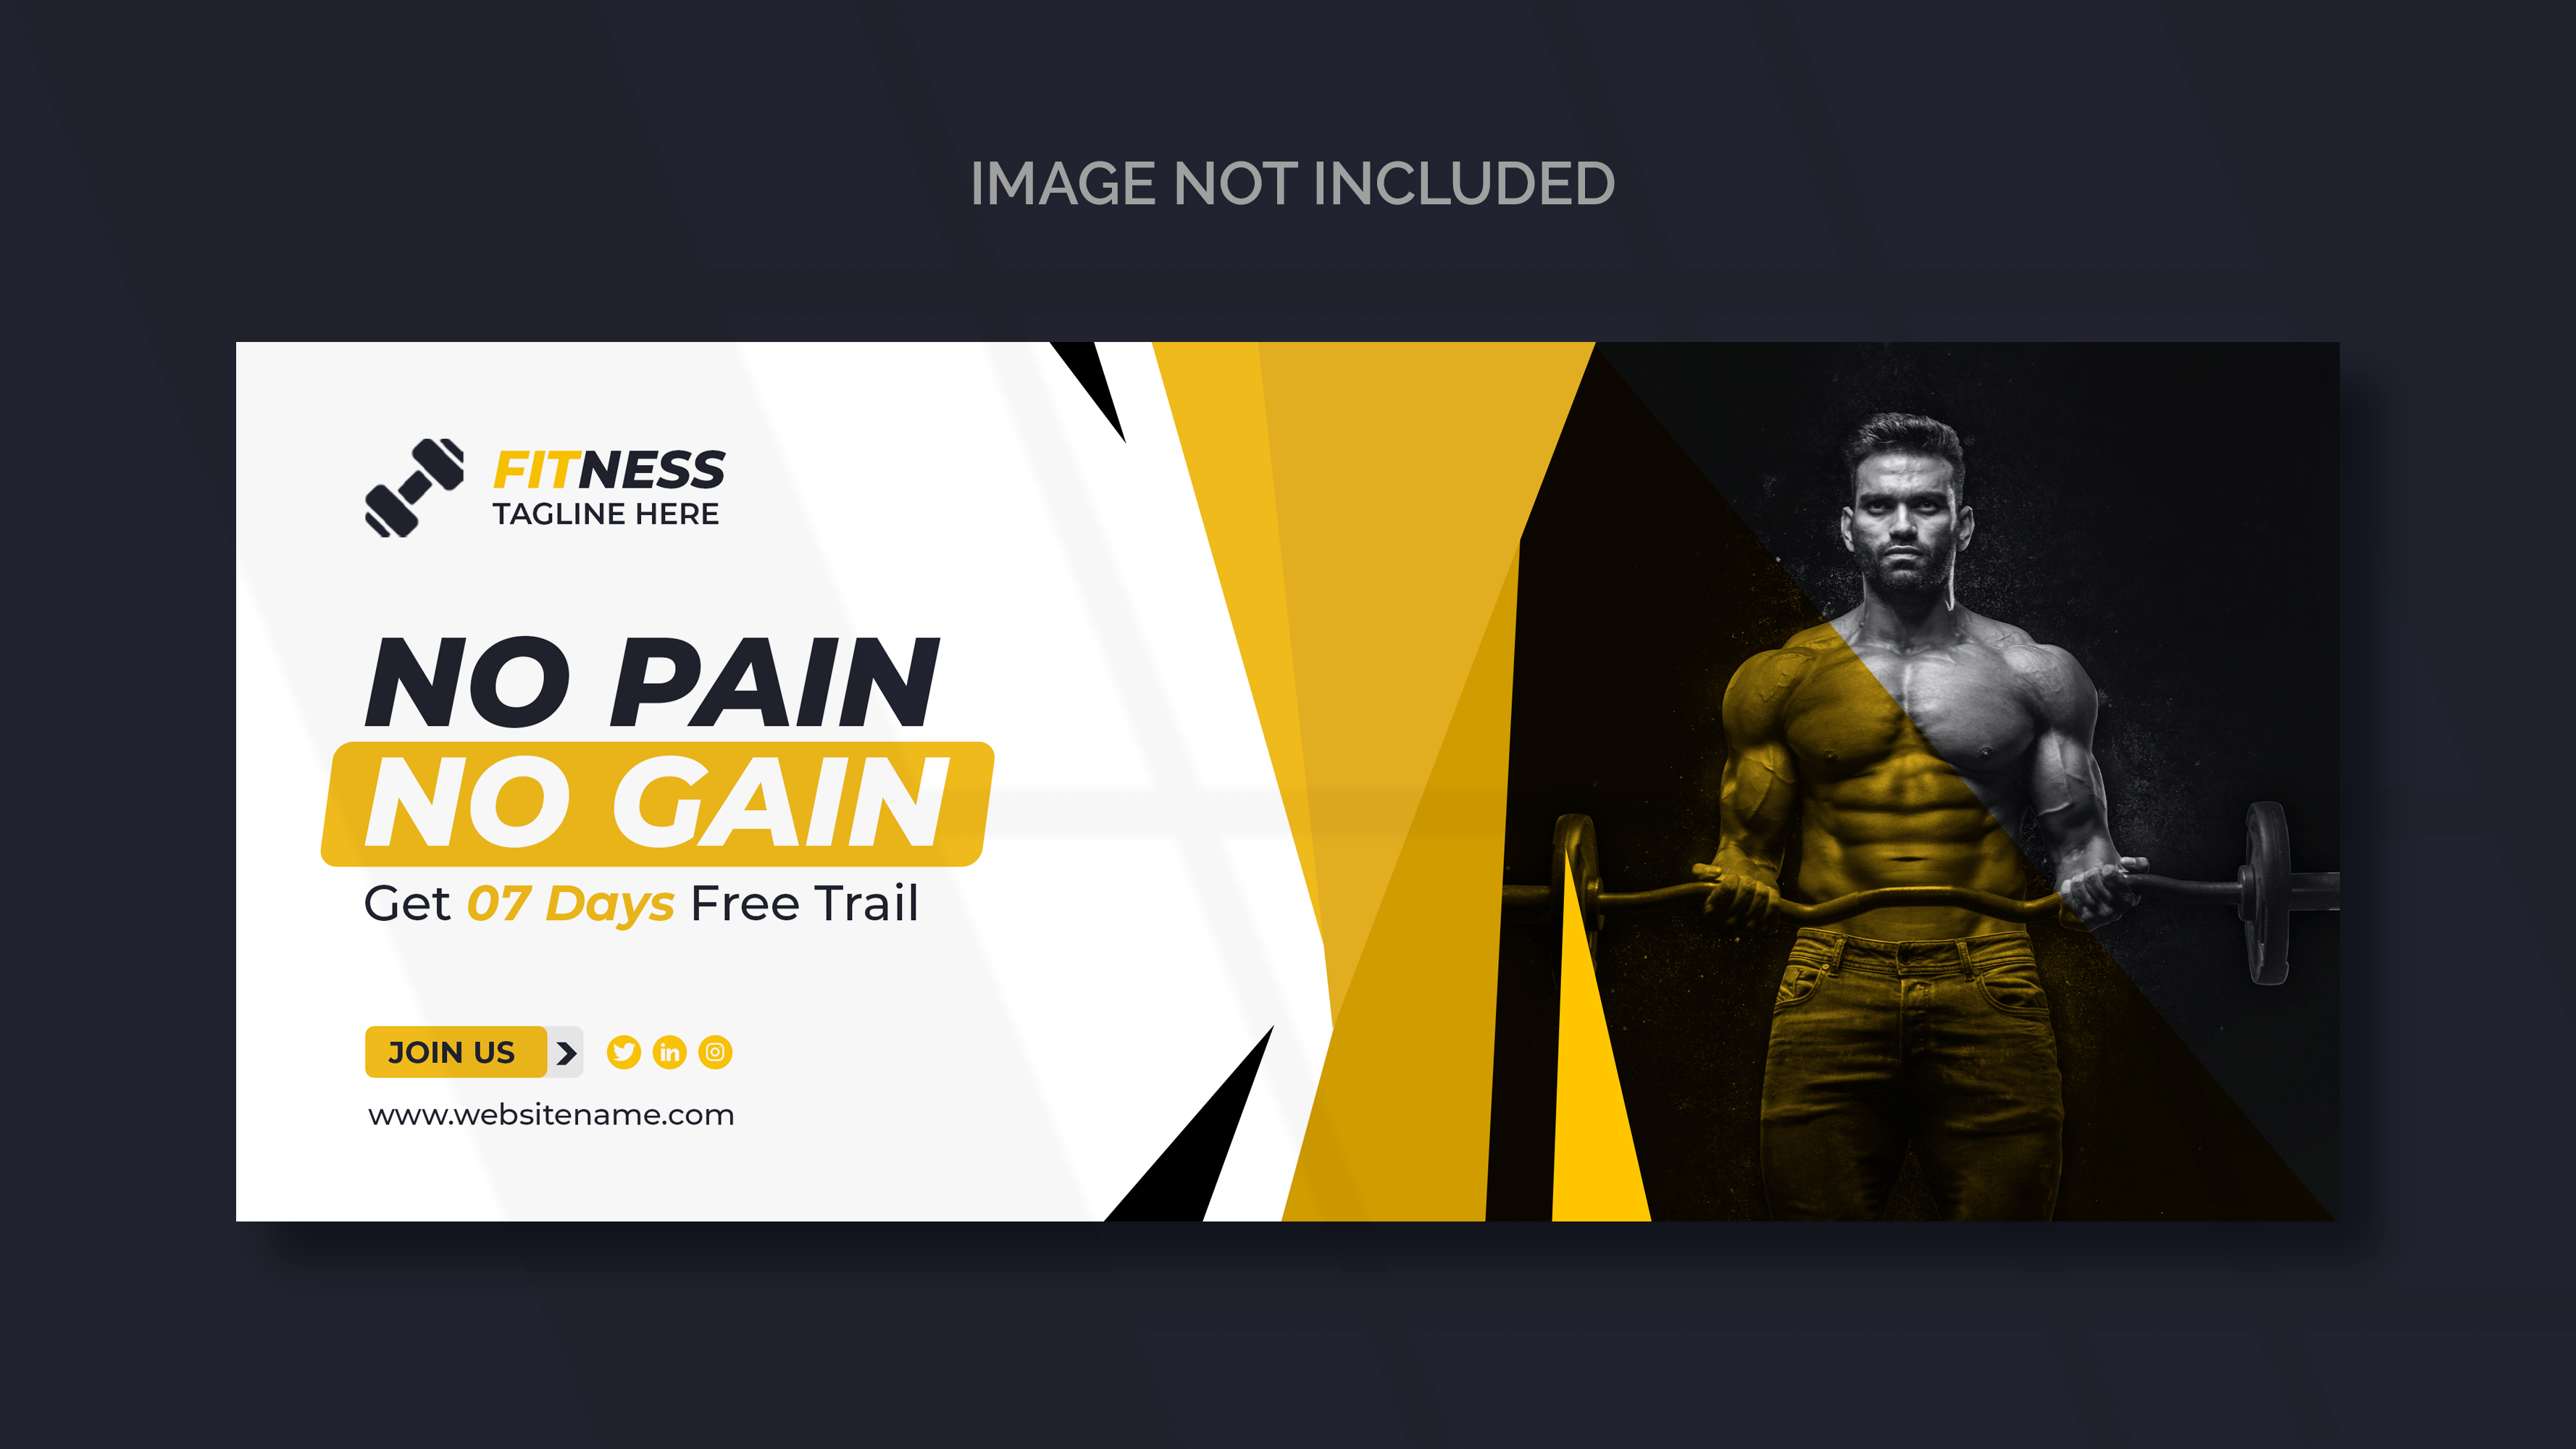 IMAGE NOT INCLUDED
FITNESS
TAGLINE HERE
NO PAIN
NO GAIN
Get 07 Days Free Trail
JOIN US
www.websitename.com